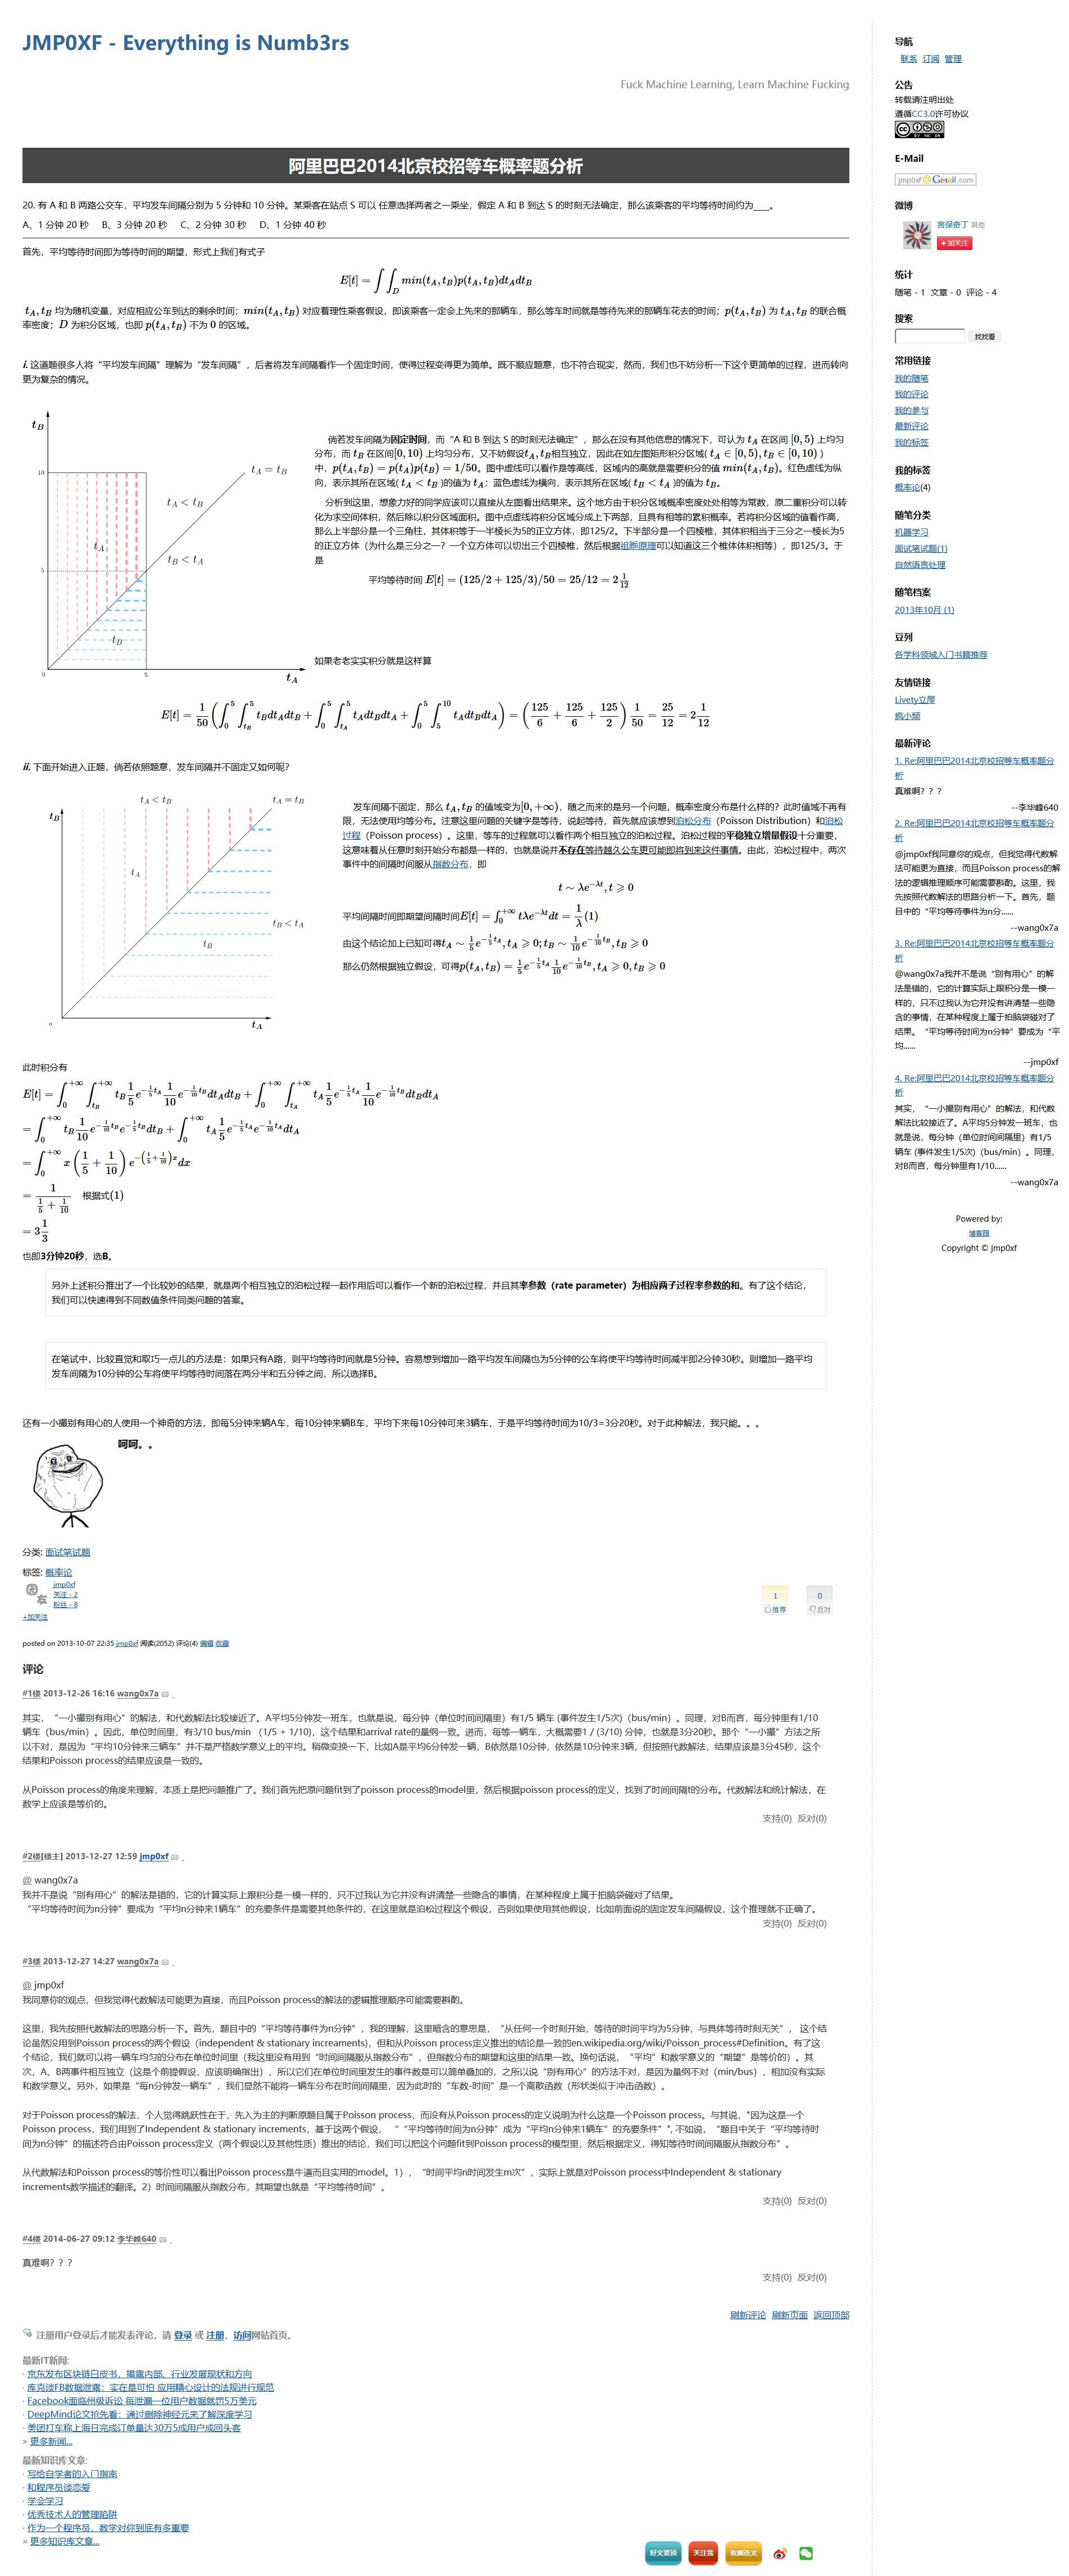 JMP0XF - Everything is Numb3rs
Fuck Machine Learning, Learn Machine Fucking
阿里巴巴2014北京校招等车概率题分析
20. 有 A 和 B 两路公交车，平均发车间隔分别为 5 分钟和 10 分钟。某乘客在站点 S 可以 任意选择两者之一乘坐，假定 A 和 B 到达 S 的时刻无法确定，那么该乘客的平均等待时间约为____。
A、1 分钟 20 秒 B、3 分钟 20 秒 C、2 分钟 30 秒 D、1 分钟 40 秒
首先，平均等待时间即为等待时间的期望，形式上我们有式子
E[t] = ∫∫_D min(t_A, t_B)p(t_A, t_B)dt_A dt_B
t_A, t_B 均为随机变量，对应相应公车到达的剩余时间；min(t_A, t_B) 对应着理性乘客假设，即该乘客一定会上先来的那辆车，那么等车时间就是等待先来的那辆车花去的时间；p(t_A, t_B) 为 t_A, t_B 的联合概
率密度；D 为积分区域，也即 p(t_A, t_B) 不为 0 的区域。
i. 这道题很多人将“平均发车间隔”理解为“发车间隔”，后者将发车间隔看作一个固定时间，使得过程变得更为简单。既不顺应题意，也不符合现实，然而，我们也不妨分析一下这个更简单的过程，进而转向
更为复杂的情况。
t_B
10
5
0
5
t_A
t_A = t_B
t_A < t_B
t_B < t_A
t_A
t_B
倘若发车间隔为固定时间，而“A 和 B 到达 S 的时刻无法确定”，那么在没有其他信息的情况下，可认为 t_A 在区间 [0, 5) 上均匀
分布，而 t_B 在区间[0, 10) 上均匀分布，又不妨假设t_A, t_B相互独立，因此在如左图矩形积分区域( t_A ∈ [0, 5), t_B ∈ [0, 10) )
中，p(t_A, t_B) = p(t_A)p(t_B) = 1/50。图中虚线可以看作是等高线，区域内的高就是需要积分的值 min(t_A, t_B)。红色虚线为纵
向，表示其所在区域( t_A < t_B )的值为 t_A；蓝色虚线为横向，表示其所在区域( t_B < t_A )的值为 t_B。
分析到这里，想象力好的同学应该可以直接从左图看出结果来。这个地方由于积分区域概率密度处处相等为常数，原二重积分可以转
化为求空间体积，然后除以积分区域面积。图中点虚线将积分区域分成上下两部，且具有相等的累积概率。若将积分区域的值看作高，
那么上半部分是一个三角柱，其体积等于一半棱长为5的正立方体，即125/2。下半部分是一个四棱椎，其体积相当于三分之一棱长为5
的正立方体（为什么是三分之一？一个立方体可以切出三个四棱椎，然后根据祖暅原理可以知道这三个椎体体积相等），即125/3。于
是
平均等待时间 E[t] = (125/2 + 125/3)/50 = 25/12 = 2 1/12
如果老老实实积分就是这样算
E[t] = 1/50 (∫_0^5 ∫_{t_B}^5 t_B dt_A dt_B + ∫_0^5 ∫_{t_A}^5 t_A dt_B dt_A + ∫_0^5 ∫_5^10 t_A dt_B dt_A) = (125/6 + 125/6 + 125/2) 1/50 = 25/12 = 2 1/12
ii. 下面开始进入正题，倘若依照题意，发车间隔并不固定又如何呢？
t_B
t_A < t_B
t_A = t_B
t_A
t_B < t_A
t_B
0
t_A
发车间隔不固定，那么 t_A, t_B 的值域变为[0, +∞)，随之而来的是另一个问题，概率密度分布是什么样的？此时值域不再有
限，无法使用均等分布。注意这里问题的关键字是等待，说起等待，首先就应该想到泊松分布（Poisson Distribution）和泊松
过程（Poisson process）。这里，等车的过程就可以看作两个相互独立的泊松过程。泊松过程的平稳独立增量假设十分重要，
这意味着从任意时刻开始分布都是一样的，也就是说并不存在等待越久公车更可能即将到来这件事情。由此，泊松过程中，两次
事件中的间隔时间服从指数分布，即
t ∼ λe^{−λt}, t ⩾ 0
平均间隔时间即期望间隔时间E[t] = ∫_0^{+∞} tλe^{−λt}dt = 1/λ (1)
由这个结论加上已知可得t_A ∼ 1/5 e^{−1/5 t_A}, t_A ⩾ 0; t_B ∼ 1/10 e^{−1/10 t_B}, t_B ⩾ 0
那么仍然根据独立假设，可得p(t_A, t_B) = 1/5 e^{−1/5 t_A} 1/10 e^{−1/10 t_B}, t_A ⩾ 0, t_B ⩾ 0
此时积分有
E[t] = ∫_0^{+∞} ∫_{t_B}^{+∞} t_B 1/5 e^{−1/5 t_A} 1/10 e^{−1/10 t_B} dt_A dt_B + ∫_0^{+∞} ∫_{t_A}^{+∞} t_A 1/5 e^{−1/5 t_A} 1/10 e^{−1/10 t_B} dt_B dt_A
= ∫_0^{+∞} t_B 1/10 e^{−1/10 t_B} e^{−1/5 t_B} dt_B + ∫_0^{+∞} t_A 1/5 e^{−1/5 t_A} e^{−1/10 t_A} dt_A
= ∫_0^{+∞} x (1/5 + 1/10) e^{−(1/5 + 1/10)x} dx
= 1/(1/5 + 1/10) 根据式(1)
= 3 1/3
也即3分钟20秒，选B。
另外上述积分推出了一个比较妙的结果，就是两个相互独立的泊松过程一起作用后可以看作一个新的泊松过程，并且其率参数（rate parameter）为相应两子过程率参数的和。有了这个结论，
我们可以快速得到不同数值条件同类问题的答案。
在笔试中，比较直觉和取巧一点儿的方法是：如果只有A路，则平均等待时间就是5分钟。容易想到增加一路平均发车间隔也为5分钟的公车将使平均等待时间减半即2分钟30秒。则增加一路平均
发车间隔为10分钟的公车将使平均等待时间落在两分半和五分钟之间，所以选择B。
还有一小撮别有用心的人使用一个神奇的方法，即每5分钟来辆A车，每10分钟来辆B车，平均下来每10分钟可来3辆车，于是平均等待时间为10/3=3分20秒。对于此种解法，我只能。。。
呵呵。。
分类: 面试笔试题
标签: 概率论
jmp0xf
关注 - 2
粉丝 - 8
+加关注
1
推荐
0
反对
posted on 2013-10-07 22:35 jmp0xf 阅读(2052) 评论(4) 编辑 收藏
评论
#1楼 2013-12-26 16:16 wang0x7a
其实，“一小撮别有用心”的解法，和代数解法比较接近了。A平均5分钟发一班车，也就是说，每分钟（单位时间间隔里）有1/5 辆车 (事件发生1/5次)（bus/min）。同理，对B而言，每分钟里有1/10
辆车（bus/min）。因此，单位时间里，有3/10 bus/min （1/5 + 1/10)，这个结果和arrival rate的量纲一致。进而，每等一辆车，大概需要1 / (3/10) 分钟，也就是3分20秒。那个“一小撮”方法之所
以不对，是因为“平均10分钟来三辆车”并不是严格数学意义上的平均。稍微变换一下，比如A是平均6分钟发一辆，B依然是10分钟，依然是10分钟来3辆，但按照代数解法，结果应该是3分45秒，这个
结果和Poisson process的结果应该是一致的。
从Poisson process的角度来理解，本质上是把问题推广了。我们首先把原问题fit到了poisson process的model里，然后根据poisson process的定义，找到了时间间隔t的分布。代数解法和统计解法，在
数学上应该是等价的。
支持(0) 反对(0)
#2楼[楼主] 2013-12-27 12:59 jmp0xf
@ wang0x7a
我并不是说“别有用心”的解法是错的，它的计算实际上跟积分是一模一样的，只不过我认为它并没有讲清楚一些隐含的事情，在某种程度上属于拍脑袋碰对了结果。
“平均等待时间为n分钟”要成为“平均n分钟来1辆车”的充要条件是需要其他条件的，在这里就是泊松过程这个假设，否则如果使用其他假设，比如前面说的固定发车间隔假设，这个推理就不正确了。
支持(0) 反对(0)
#3楼 2013-12-27 14:27 wang0x7a
@ jmp0xf
我同意你的观点，但我觉得代数解法可能更为直接，而且Poisson process的解法的逻辑推理顺序可能需要斟酌。
这里，我先按照代数解法的思路分析一下。首先，题目中的“平均等待事件为n分钟”，我的理解，这里暗含的意思是，“从任何一个时刻开始，等待的时间平均为5分钟，与具体等待时刻无关”， 这个结
论虽然没用到Poisson process的两个假设（independent & stationary increaments)，但和从Poisson process定义推出的结论是一致的en.wikipedia.org/wiki/Poisson_process#Definition。有了这
个结论，我们就可以将一辆车均匀的分布在单位时间里（我这里没有用到“时间间隔服从指数分布”，但指数分布的期望和这里的结果一致。换句话说，“平均”和数学意义的“期望”是等价的）。其
次，A、B两事件相互独立（这是个前提假设，应该明确指出），所以它们在单位时间里发生的事件数是可以简单叠加的，之所以说“别有用心”的方法不对，是因为量纲不对（min/bus），相加没有实际
和数学意义。另外，如果是“每n分钟发一辆车”，我们显然不能将一辆车分布在时间间隔里，因为此时的“车数-时间”是一个离散函数（形状类似于冲击函数）。
对于Poisson process的解法，个人觉得跳跃性在于，先入为主的判断原题目属于Poisson process，而没有从Poisson process的定义说明为什么这是一个Poisson process。与其说，"因为这是一个
Poisson process，我们用到了Independent & stationary increments，基于这两个假设， “ “平均等待时间为n分钟”成为“平均n分钟来1辆车”的充要条件” "，不如说，“题目中关于“平均等待时
间为n分钟”的描述符合由Poisson process定义（两个假设以及其他性质）推出的结论，我们可以把这个问题fit到Poisson process的模型里，然后根据定义，得知等待时间间隔服从指数分布”。
从代数解法和Poisson process的等价性可以看出Poisson process是牛逼而且实用的model。1），“时间平均n时间发生m次”，实际上就是对Poisson process中Independent & stationary
increments数学描述的翻译。2）时间间隔服从指数分布，其期望也就是“平均等待时间”。
支持(0) 反对(0)
#4楼 2014-06-27 09:12 李华峰640
真难啊？？？
支持(0) 反对(0)
刷新评论 刷新页面 返回顶部
注册用户登录后才能发表评论，请 登录 或 注册，访问网站首页。
最新IT新闻:
· 京东发布区块链白皮书，揭露内部、行业发展现状和方向
· 库克谈FB数据泄露：实在是可怕 应用精心设计的法规进行规范
· Facebook面临州级诉讼 每泄漏一位用户数据就罚5万美元
· DeepMind论文抢先看：通过删除神经元来了解深度学习
· 美团打车称上海日完成订单量达30万5成用户成回头客
» 更多新闻...
最新知识库文章:
· 写给自学者的入门指南
· 和程序员谈恋爱
· 学会学习
· 优秀技术人的管理陷阱
· 作为一个程序员，数学对你到底有多重要
» 更多知识库文章...
好文要顶 关注我 收藏该文
导航
联系 订阅 管理
公告
转载请注明出处
遵循CC3.0许可协议
BY NC SA
E-Mail
jmp0xf@Gmail.com
微博
宫保奇丁 其他
+加关注
统计
随笔 - 1 文章 - 0 评论 - 4
搜索
找找看
常用链接
我的随笔
我的评论
我的参与
最新评论
我的标签
我的标签
概率论(4)
随笔分类
机器学习
面试笔试题(1)
自然语言处理
随笔档案
2013年10月 (1)
豆列
各学科领域入门书籍推荐
友情链接
Livety立厚
疯小颓
最新评论
1. Re:阿里巴巴2014北京校招等车概率题分
析
真难啊？？？
--李华峰640
2. Re:阿里巴巴2014北京校招等车概率题分
析
@jmp0xf我同意你的观点，但我觉得代数解
法可能更为直接，而且Poisson process的解
法的逻辑推理顺序可能需要斟酌。这里，我
先按照代数解法的思路分析一下。首先，题
目中的“平均等待事件为n分......
--wang0x7a
3. Re:阿里巴巴2014北京校招等车概率题分
析
@wang0x7a我并不是说“别有用心”的解
法是错的，它的计算实际上跟积分是一模一
样的，只不过我认为它并没有讲清楚一些隐
含的事情，在某种程度上属于拍脑袋碰对了
结果。“平均等待时间为n分钟”要成为“平
均......
--jmp0xf
4. Re:阿里巴巴2014北京校招等车概率题分
析
其实，“一小撮别有用心”的解法，和代数
解法比较接近了。A平均5分钟发一班车，也
就是说，每分钟（单位时间间隔里）有1/5
辆车 (事件发生1/5次)（bus/min）。同理，
对B而言，每分钟里有1/10......
--wang0x7a
Powered by:
博客园
Copyright © jmp0xf